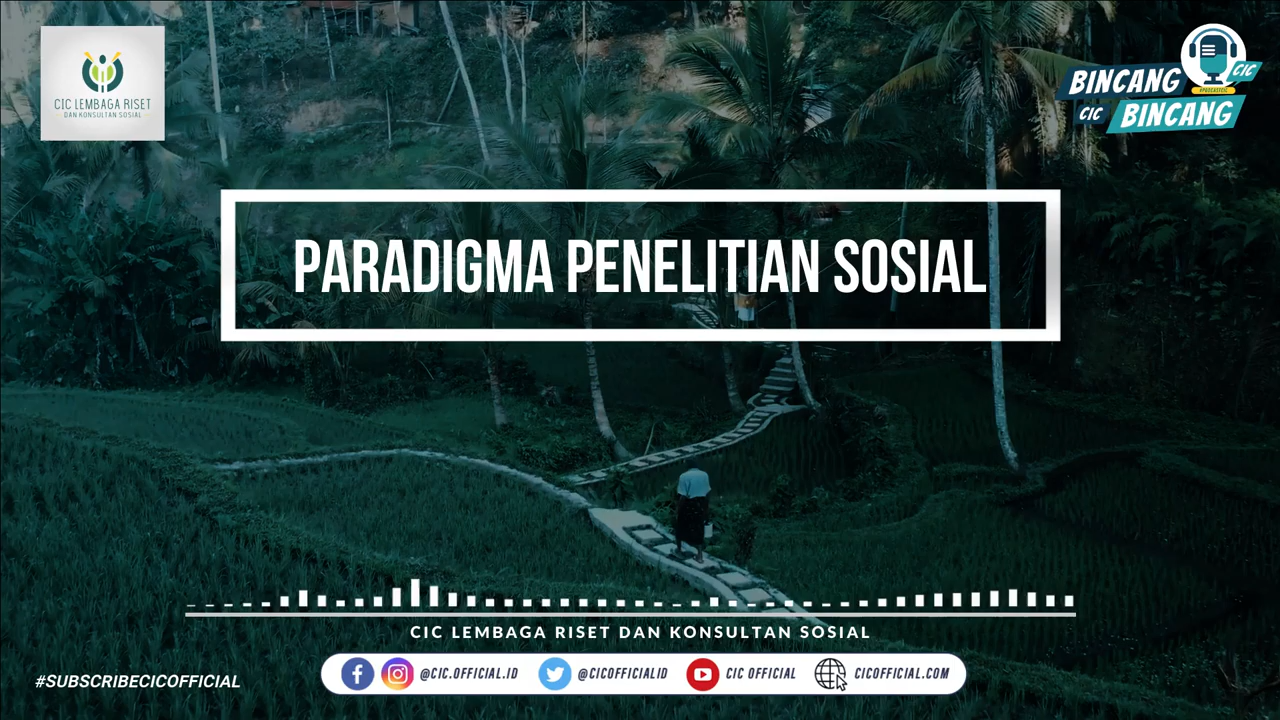 CIC LEMBAGA RISET
DAN KONSULTAN SOSIAL
BINCANG
CIC BINCANG
CIC
#PODCASTCIC
PARADIGMA PENELITIAN SOSIAL
CIC LEMBAGA RISET DAN KONSULTAN SOSIAL
#SUBSCRIBECICOFFICIAL
@CIC.OFFICIAL.ID @CICOFFICIALID CIC OFFICIAL CICOFFICIAL.COM